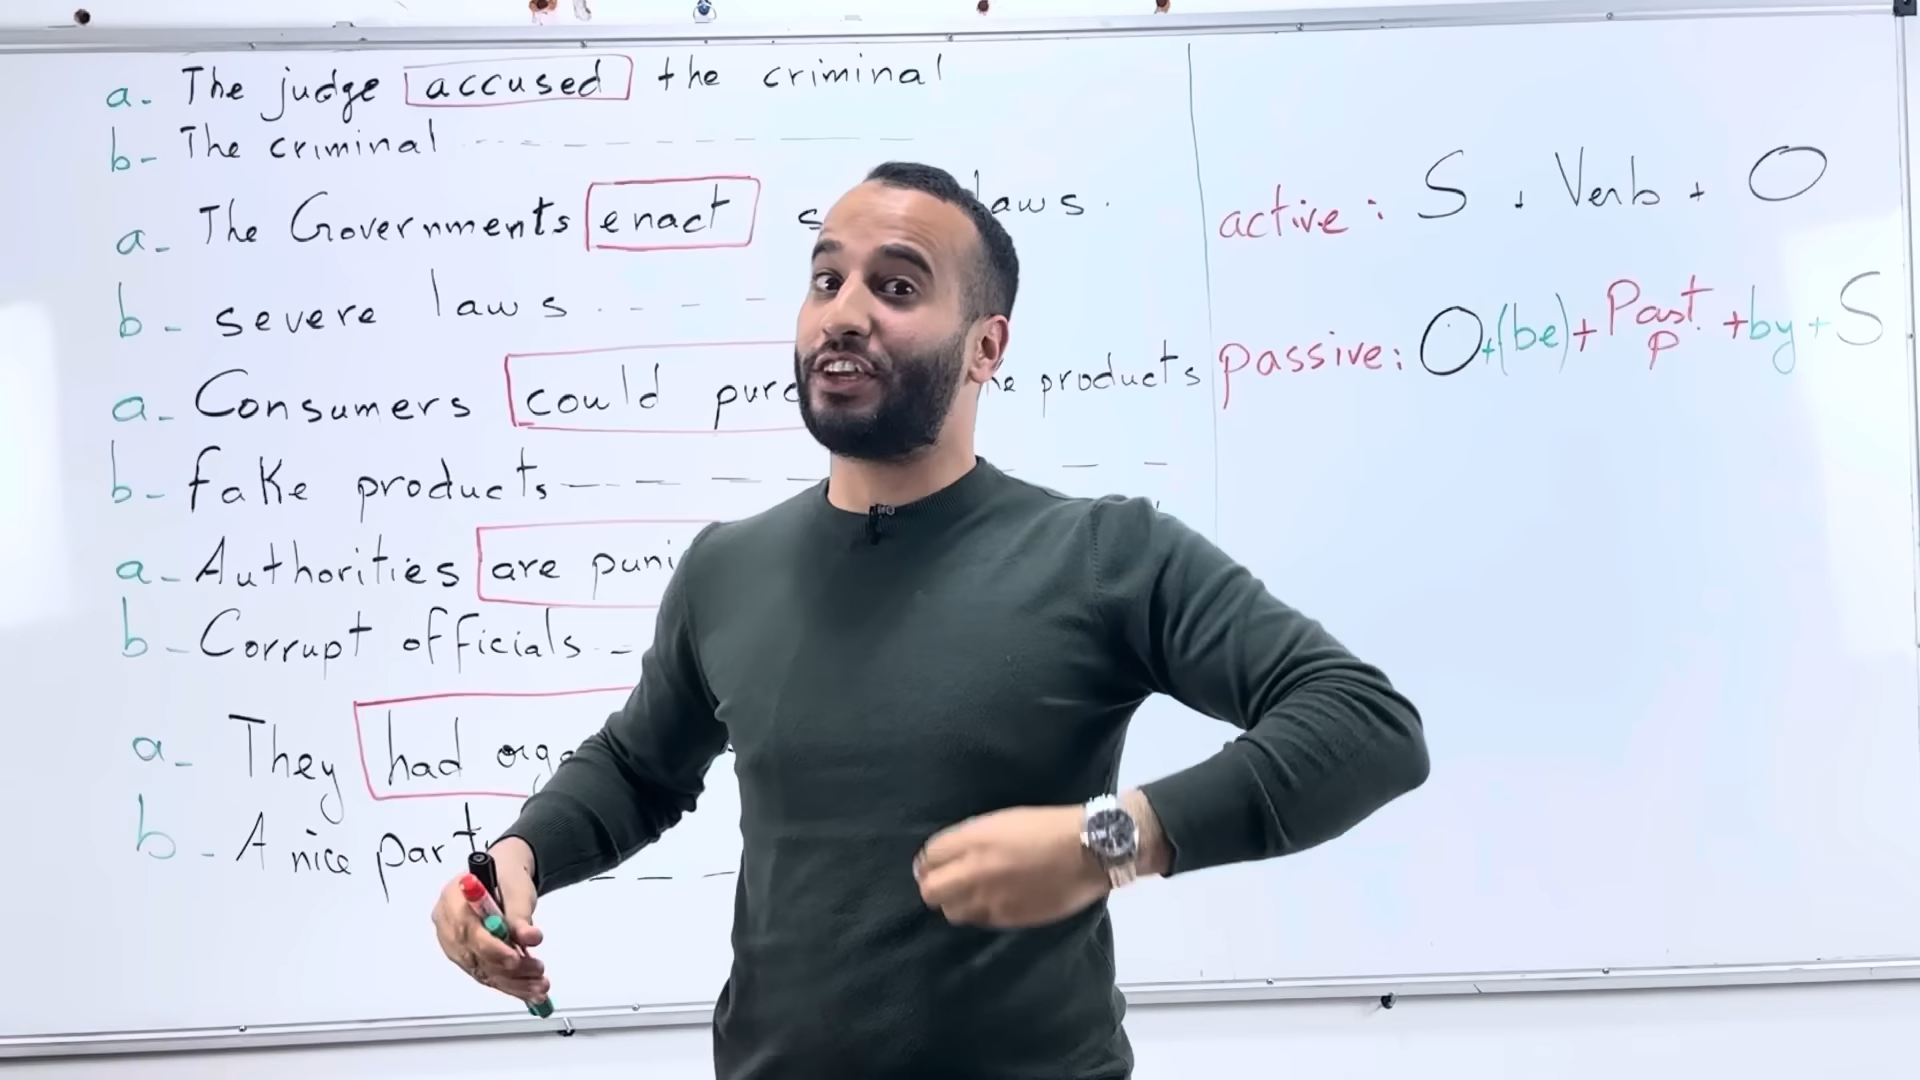 a. The judge accused the criminal
b- The criminal
a. The Governments enact laws.
b- severe laws
a- Consumers could products
b- fake products
a- Authorities are
b- Corrupt officials
a- They had
b- A nice party
active: S + Verb + O
passive: O+(be)+ Past P +by+S